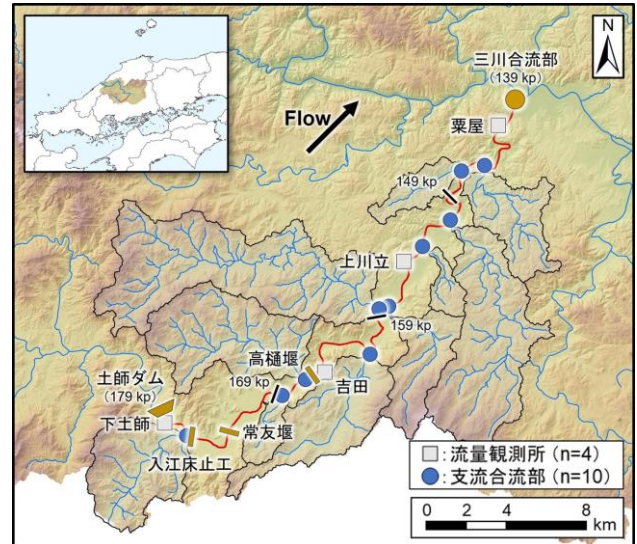 N
三川合流部
(139 kp)
Flow
粟屋
149 kp
上川立
159 kp
高樋堰
169 kp
吉田
土師ダム
(179 kp)
下土師
常友堰
入江床止工
: 流量観測所 (n=4)
: 支流合流部 (n=10)
0 2 4 8
km